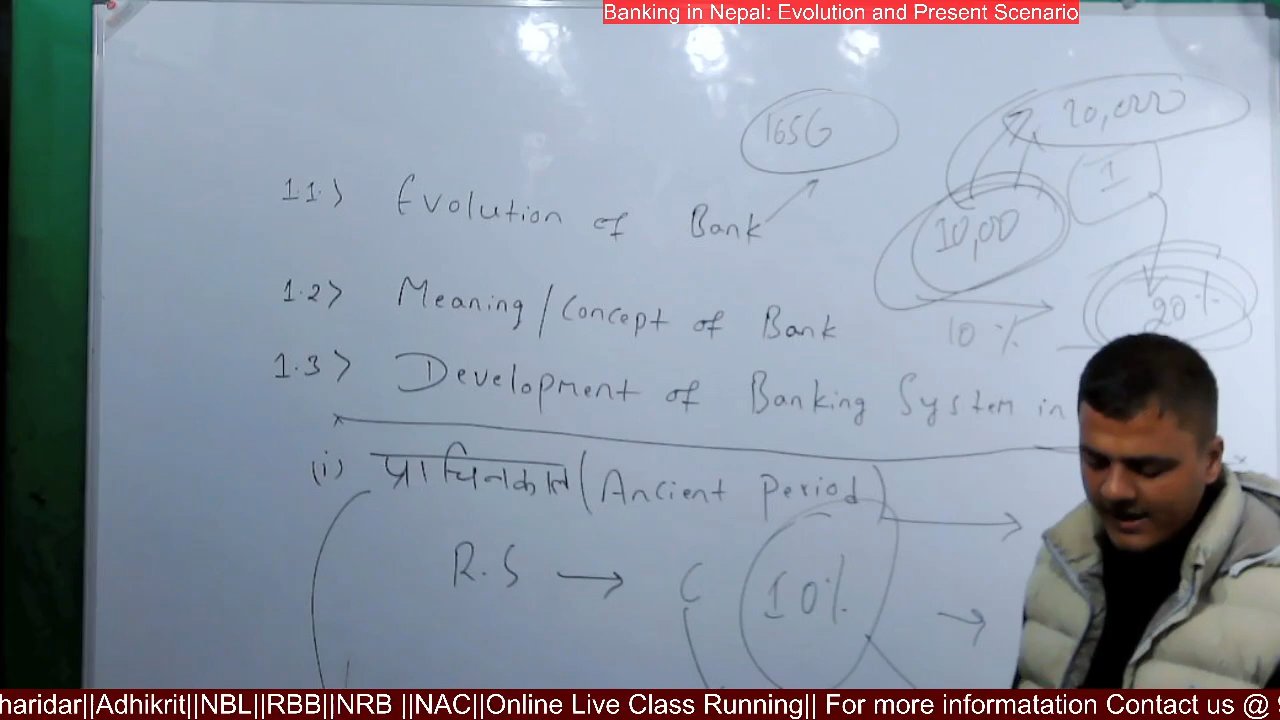 Banking in Nepal: Evolution and Present Scenario
1656
20,000
1
10,00
10 %
20%
1.1> Evolution of Bank
1.2> Meaning/Concept of Bank
1.3> Development of Banking System in
(i) प्राचिनकाल (Ancient Period)
R.S → C 10%
haridar||Adhikrit||NBL||RBB||NRB ||NAC||Online Live Class Running|| For more informatation Contact us @